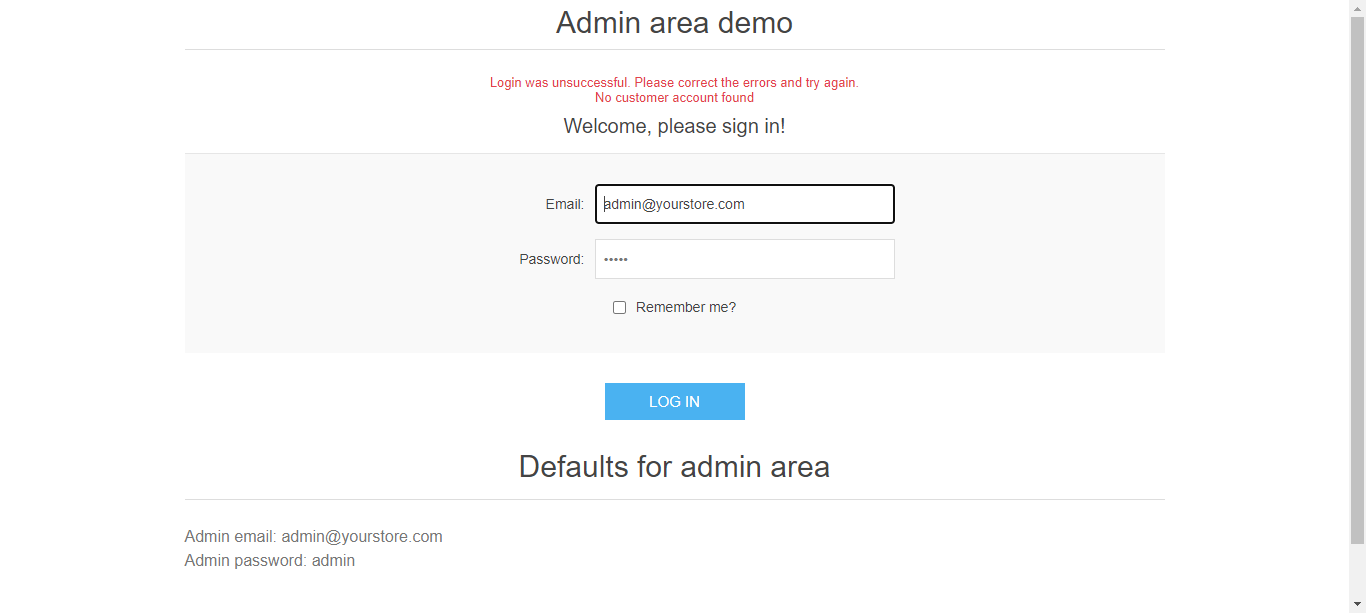 Admin area demo
Login was unsuccessful. Please correct the errors and try again.
No customer account found
Welcome, please sign in!
Email: admin@yourstore.com
Password: •••••
Remember me?
LOG IN
Defaults for admin area
Admin email: admin@yourstore.com
Admin password: admin